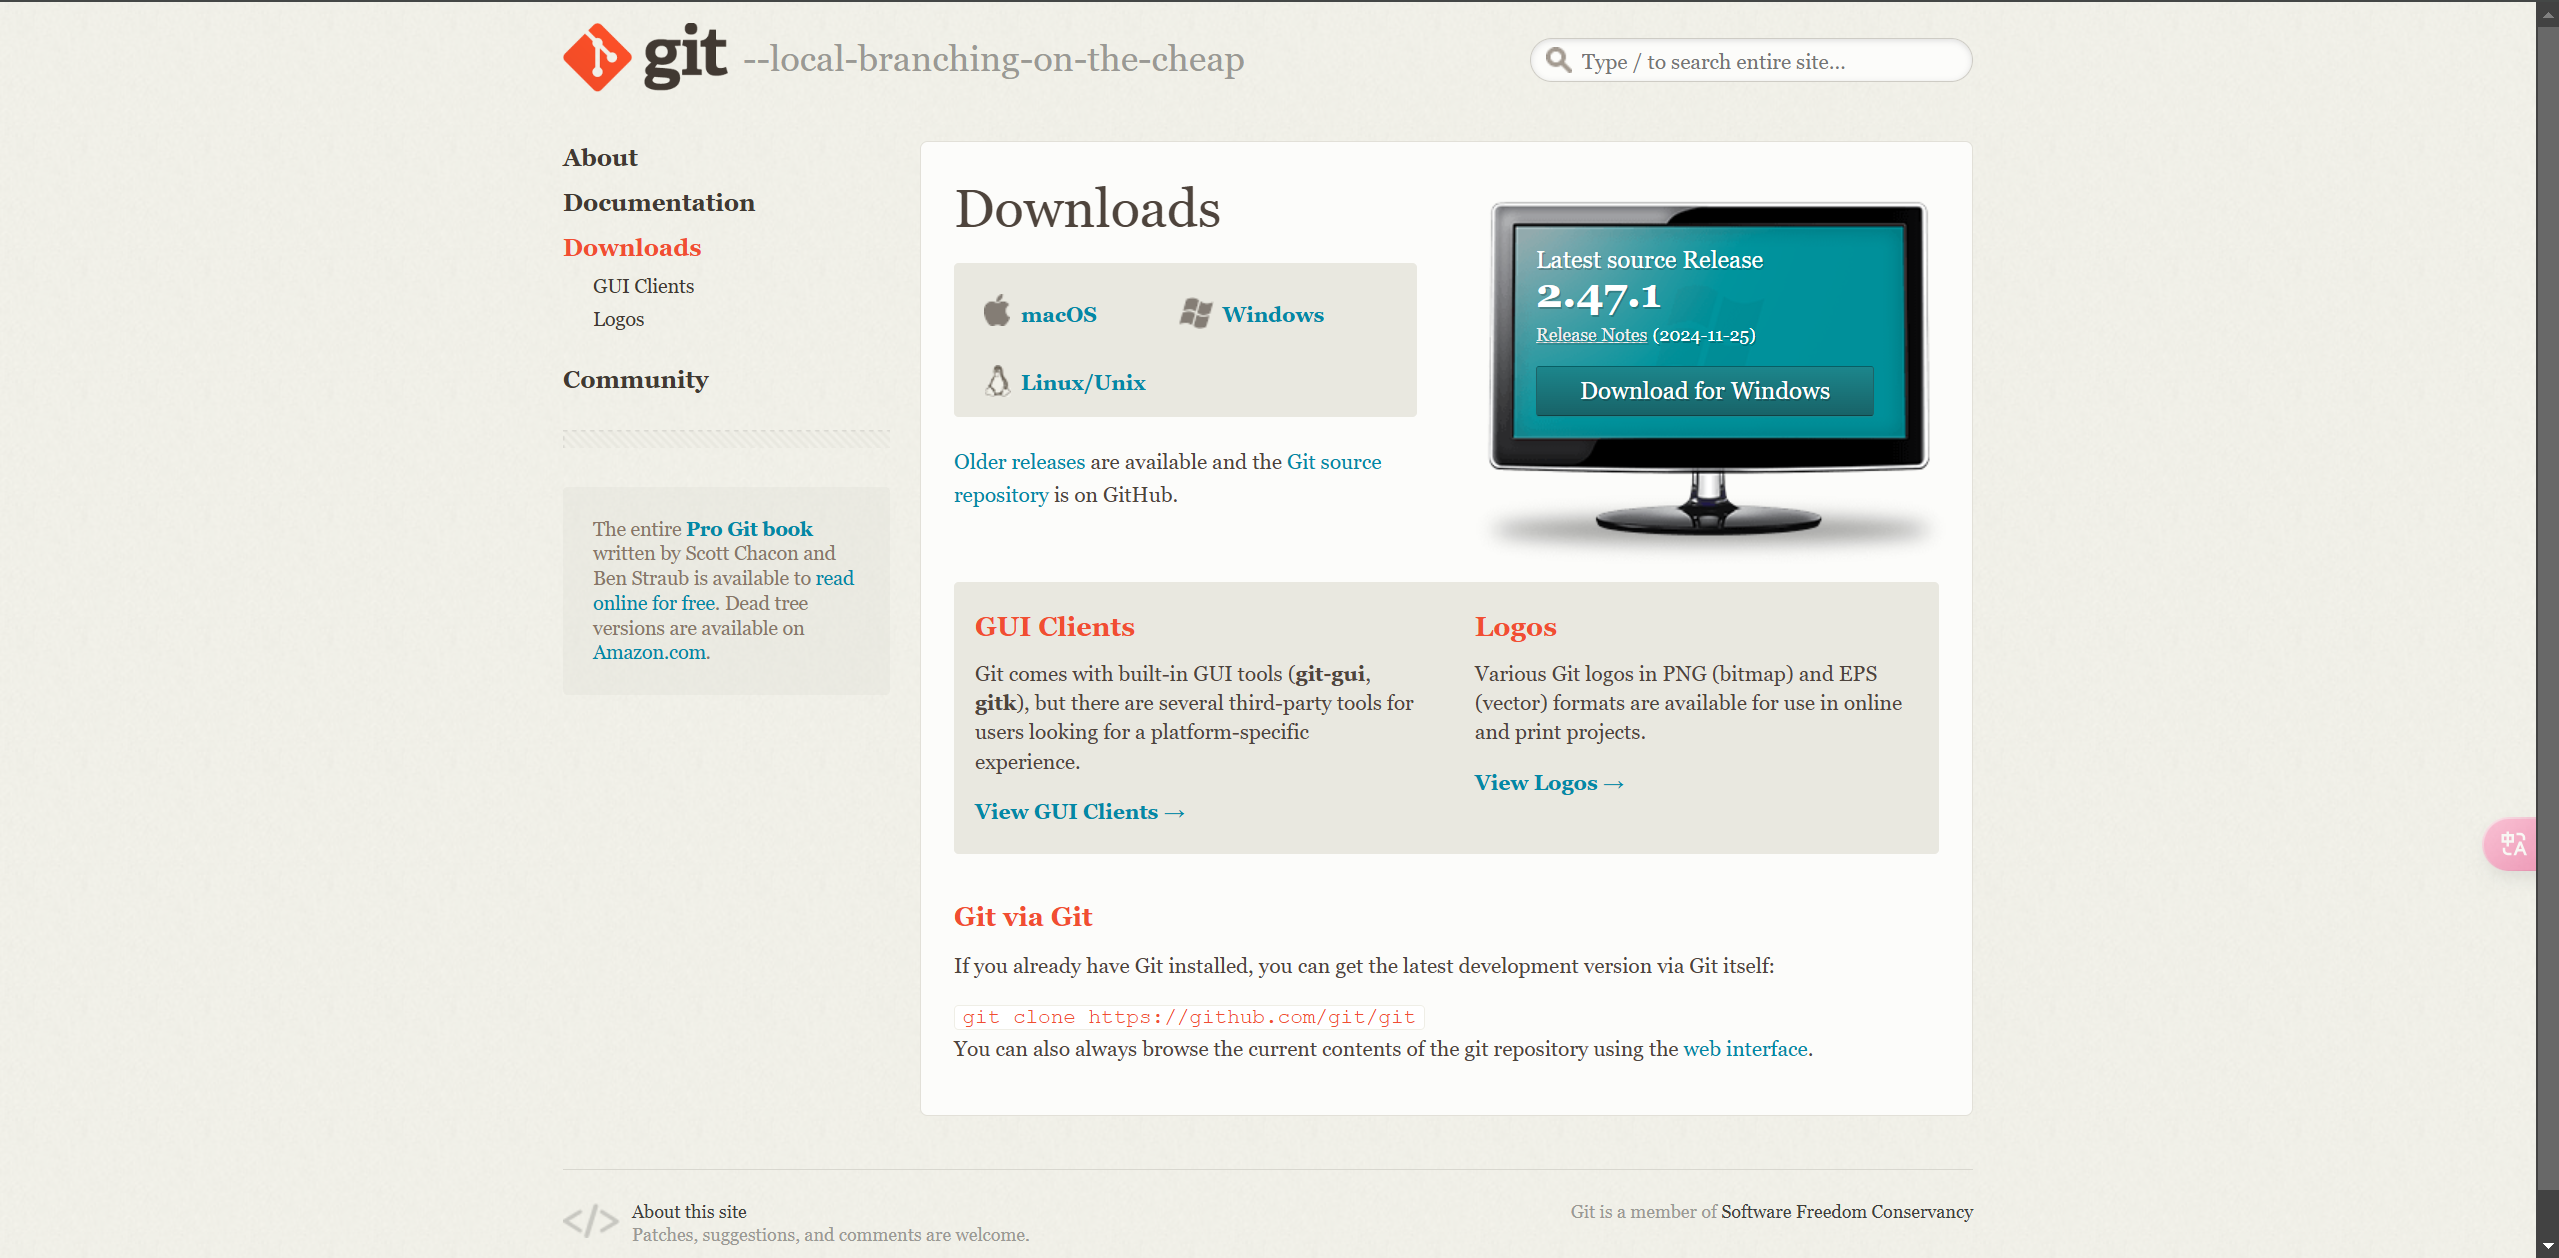 git --local-branching-on-the-cheap
Type / to search entire site...
About
Documentation
Downloads
GUI Clients
Logos
Community
The entire Pro Git book
written by Scott Chacon and
Ben Straub is available to read
online for free. Dead tree
versions are available on
Amazon.com.
Downloads
macOS
Windows
Linux/Unix
Older releases are available and the Git source
repository is on GitHub.
Latest source Release
2.47.1
Release Notes (2024-11-25)
Download for Windows
GUI Clients
Git comes with built-in GUI tools (git-gui,
gitk), but there are several third-party tools for
users looking for a platform-specific
experience.
View GUI Clients →
Logos
Various Git logos in PNG (bitmap) and EPS
(vector) formats are available for use in online
and print projects.
View Logos →
Git via Git
If you already have Git installed, you can get the latest development version via Git itself:
git clone https://github.com/git/git
You can also always browse the current contents of the git repository using the web interface.
中A
</> About this site
Patches, suggestions, and comments are welcome.
Git is a member of Software Freedom Conservancy